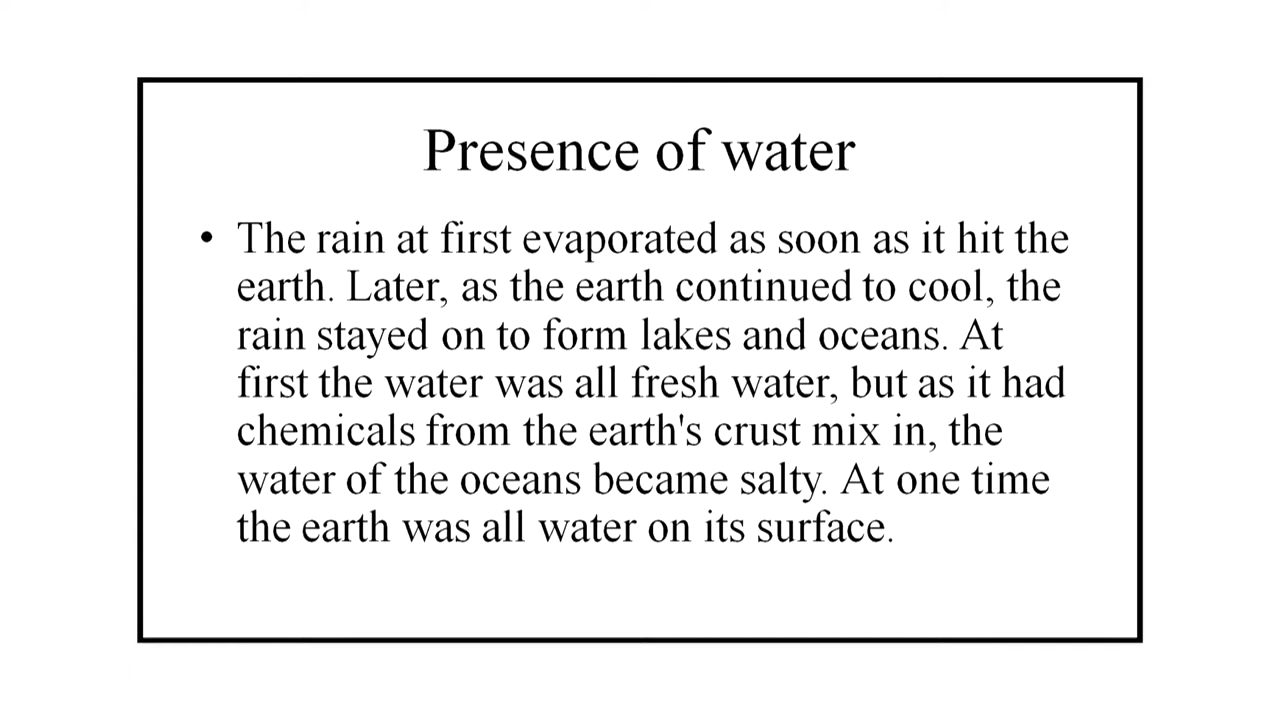 Presence of water
• The rain at first evaporated as soon as it hit the
earth. Later, as the earth continued to cool, the
rain stayed on to form lakes and oceans. At
first the water was all fresh water, but as it had
chemicals from the earth's crust mix in, the
water of the oceans became salty. At one time
the earth was all water on its surface.